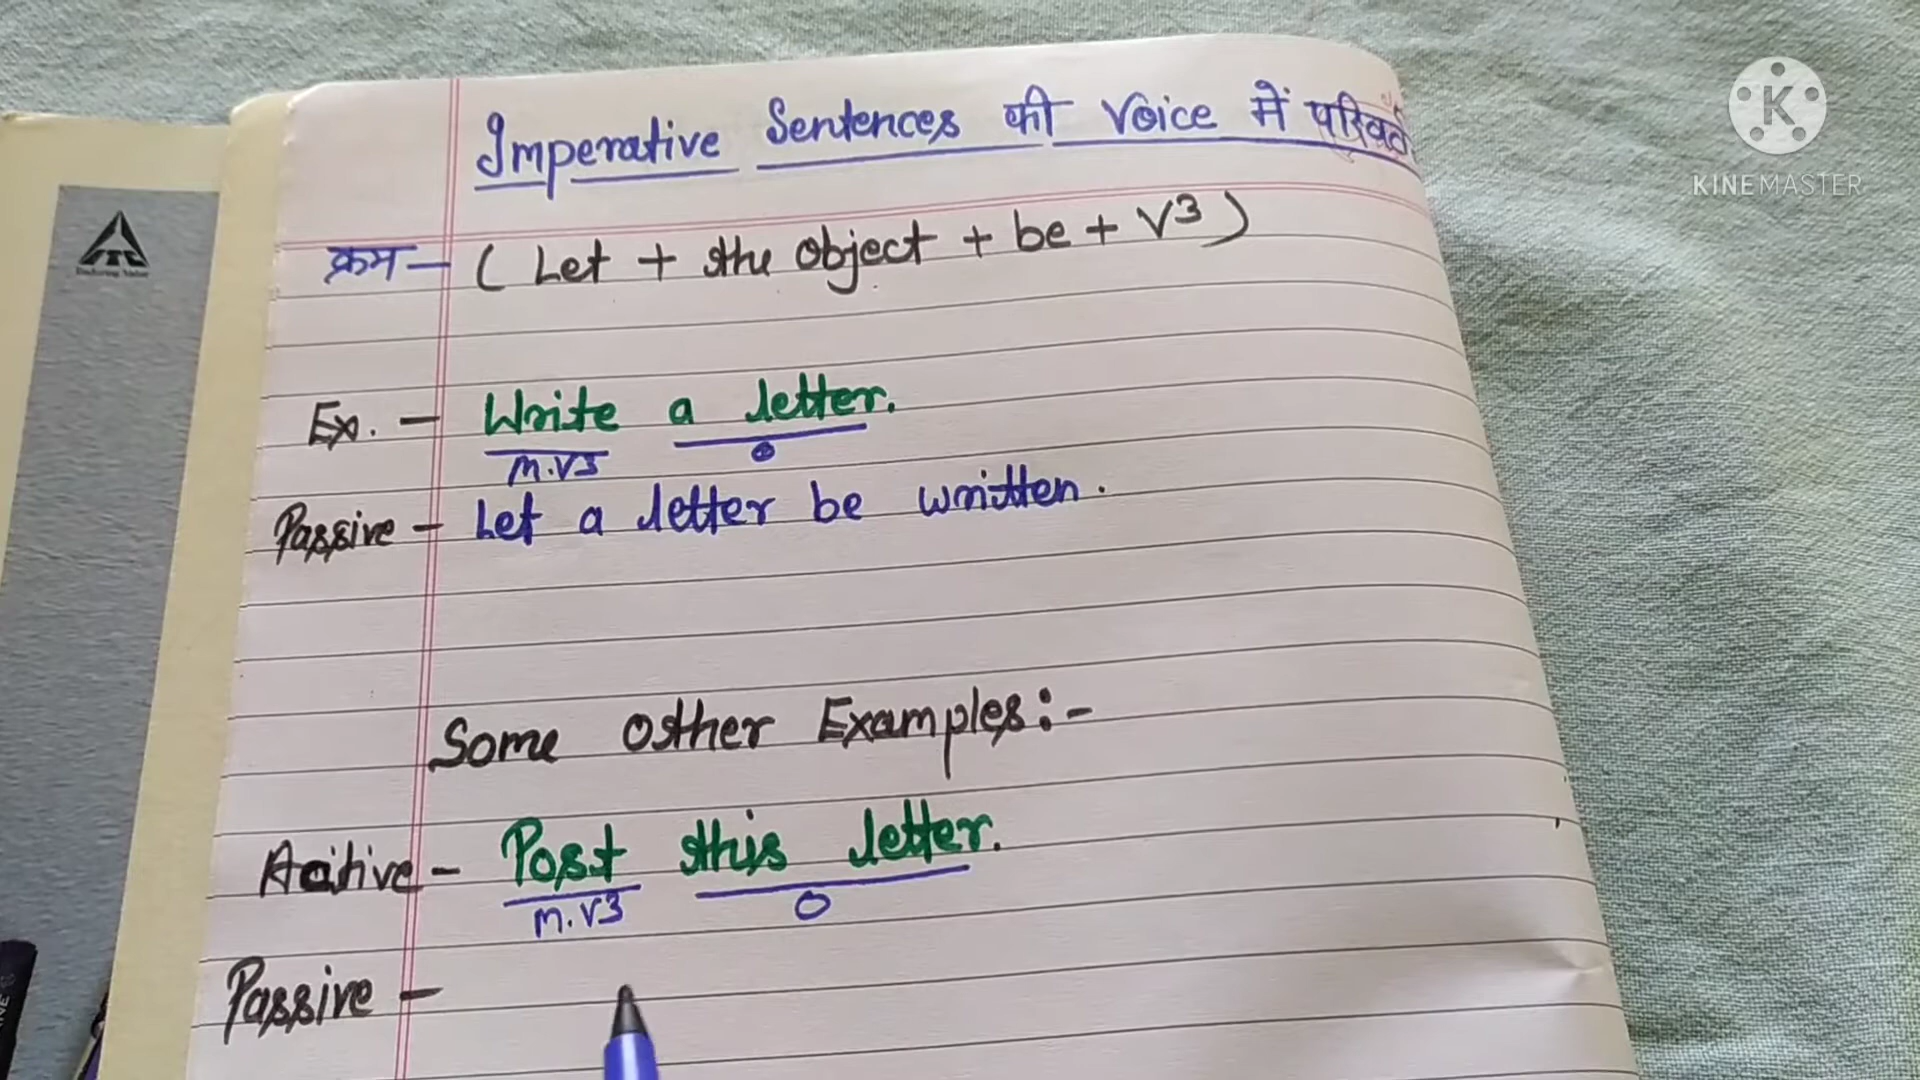 Imperative Sentences की Voice में परिवर्त
KINEMASTER
क्रम - ( Let + the object + be + V3 )
Ex. - Write a letter.
M.V3 O
Passive - Let a letter be written.
Some Other Examples:-
Active - Post this letter.
M.V3 O
Passive -